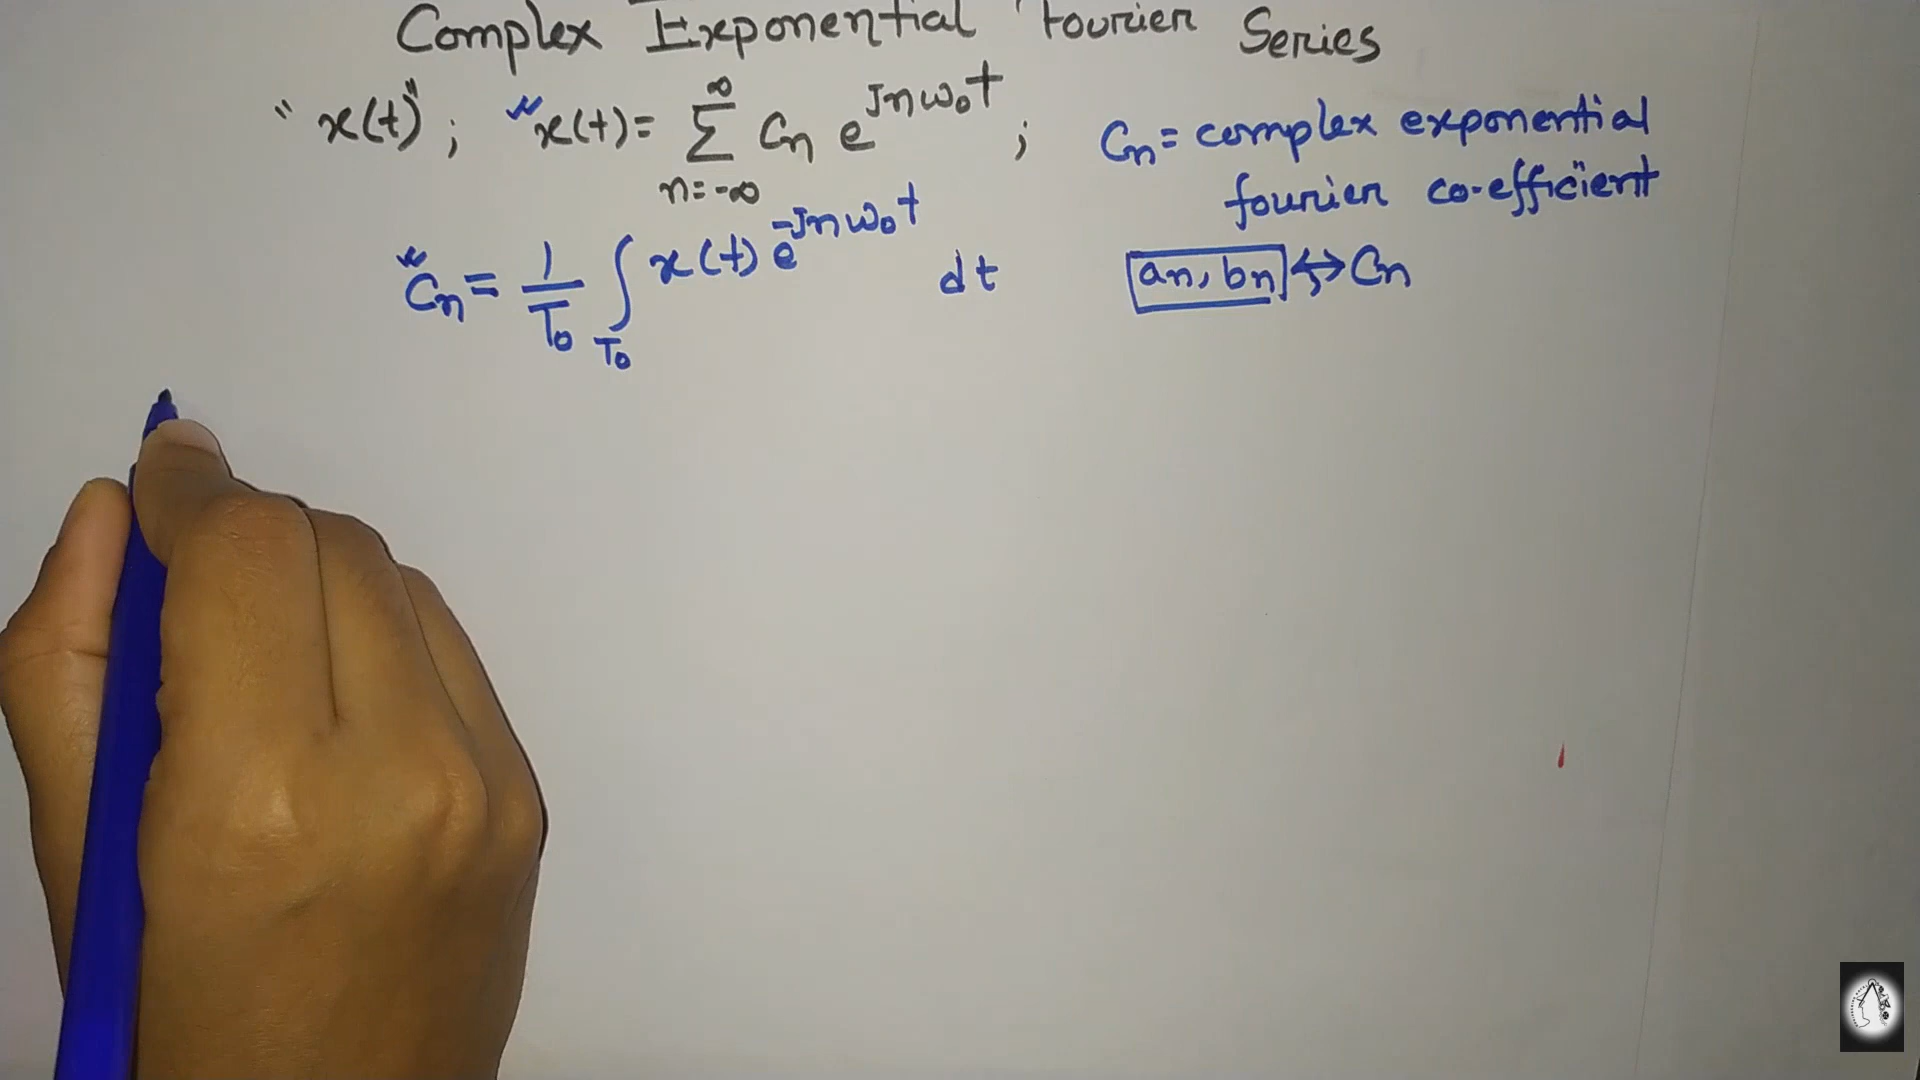 Complex Exponential Fourier Series
"x(t)"; x(t) = ∑ Cn e^Jnω₀t ; Cn = complex exponential
∞
n=-∞
fourier co-efficient
Cn = 1/T₀ ∫T₀ x(t) e^-Jnω₀t dt
an, bn ↔ Cn